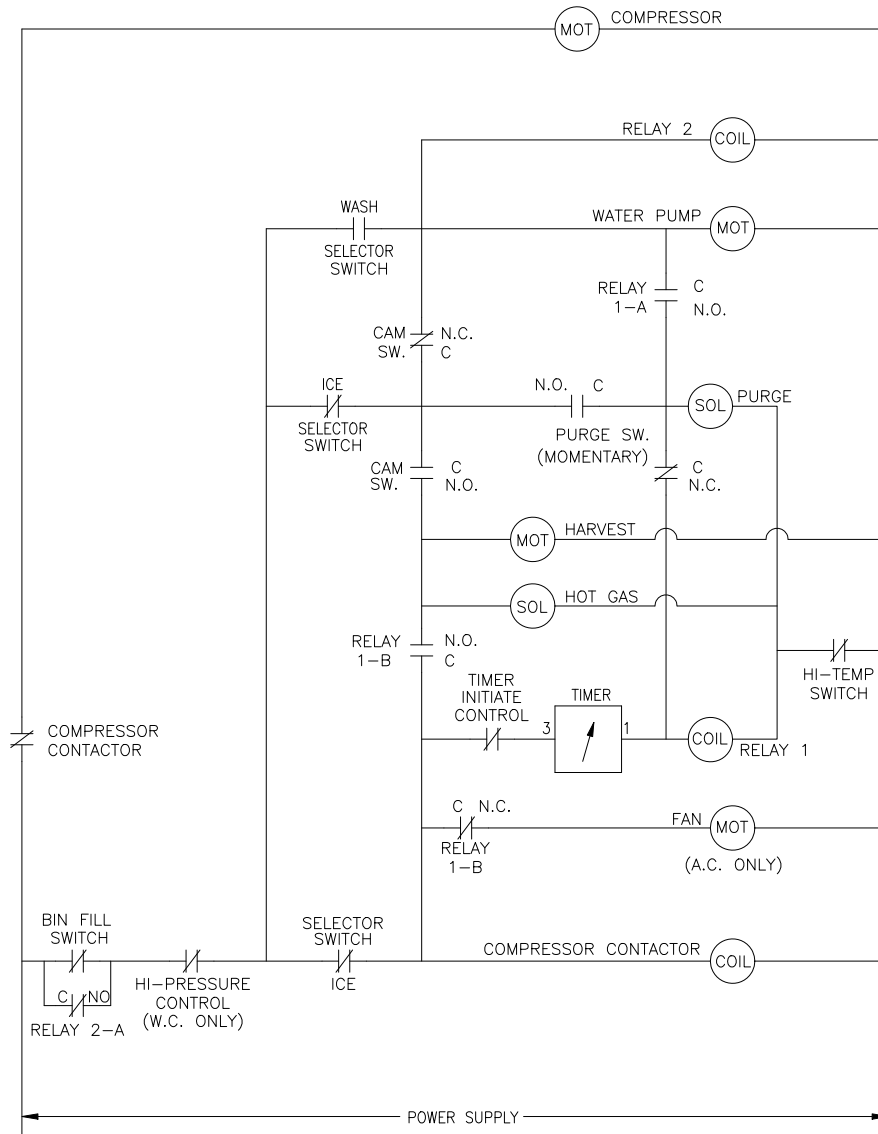 MOT COMPRESSOR
RELAY 2 COIL
WASH
SELECTOR
SWITCH
WATER PUMP MOT
RELAY
1-A
C
N.O.
CAM
SW.
N.C.
C
ICE
SELECTOR
SWITCH
N.O. C
PURGE SW.
(MOMENTARY)
SOL PURGE
CAM
SW.
C
N.O.
C
N.C.
MOT HARVEST
SOL HOT GAS
RELAY
1-B
N.O.
C
HI-TEMP
SWITCH
TIMER
INITIATE
CONTROL
TIMER
3 1
COIL RELAY 1
COMPRESSOR
CONTACTOR
C N.C.
RELAY
1-B
FAN MOT
(A.C. ONLY)
BIN FILL
SWITCH
C NO
RELAY 2-A
HI-PRESSURE
CONTROL
(W.C. ONLY)
SELECTOR
SWITCH
ICE
COMPRESSOR CONTACTOR COIL
POWER SUPPLY